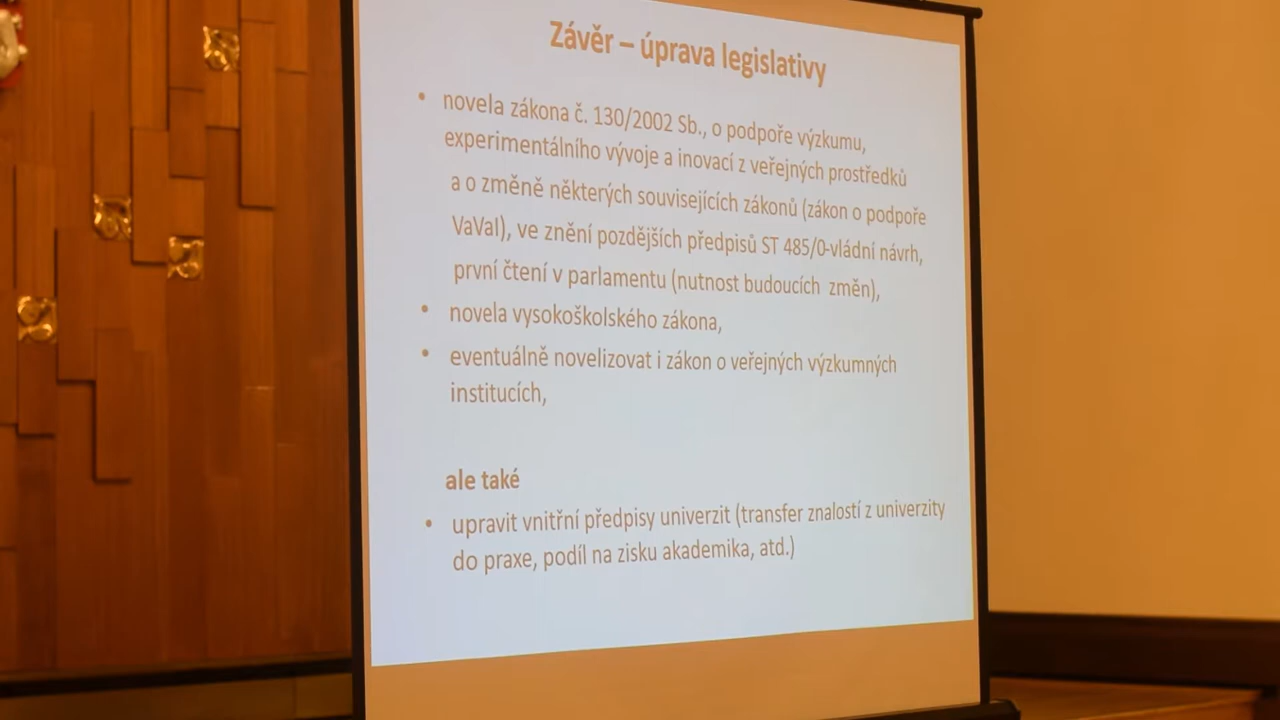 Závěr – úprava legislativy
• novela zákona č. 130/2002 Sb., o podpoře výzkumu,
experimentálního vývoje a inovací z veřejných prostředků
a o změně některých souvisejících zákonů (zákon o podpoře
VaVaI), ve znění pozdějších předpisů ST 485/0-vládní návrh,
první čtení v parlamentu (nutnost budoucích změn),
• novela vysokoškolského zákona,
• eventuálně novelizovat i zákon o veřejných výzkumných
institucích,
ale také
• upravit vnitřní předpisy univerzit (transfer znalostí z univerzity
do praxe, podíl na zisku akademika, atd.)